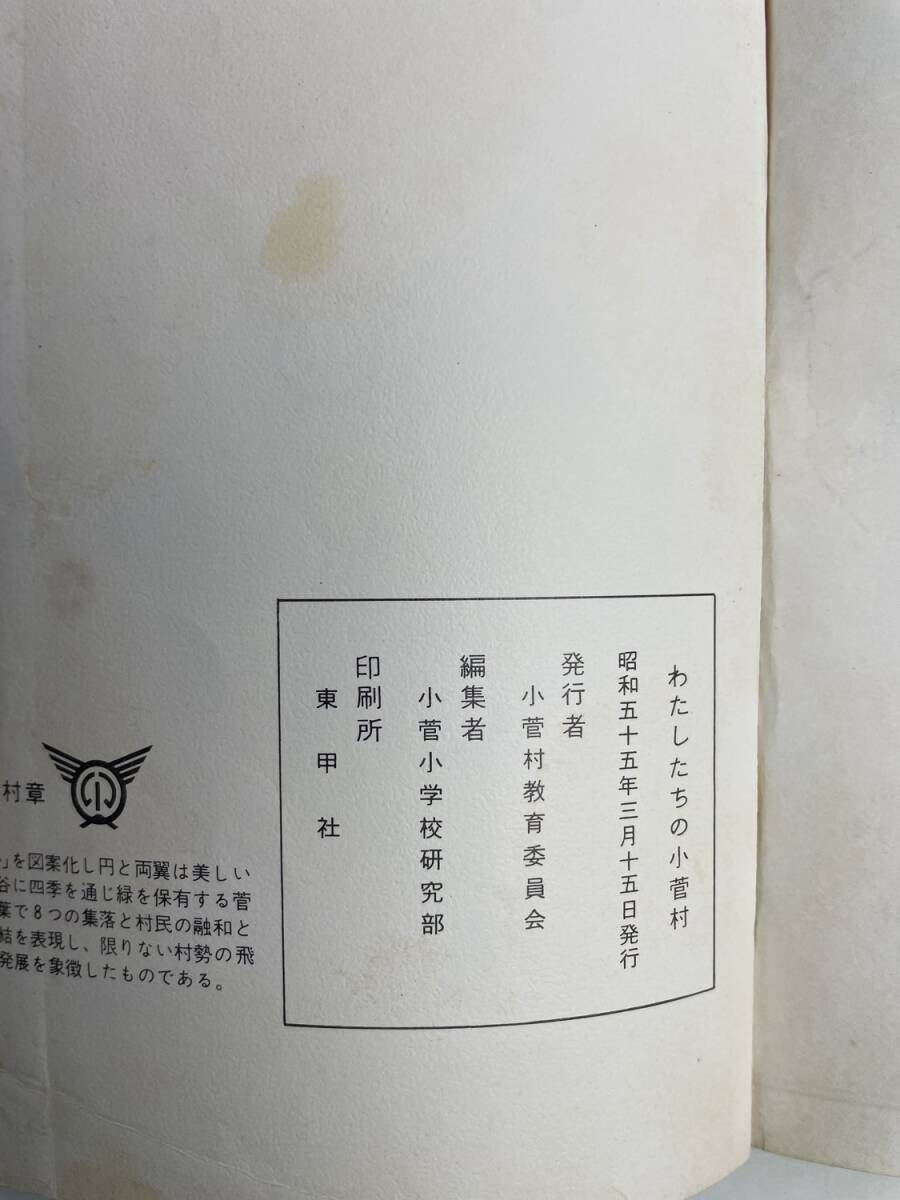 わたしたちの小菅村
昭和五十五年三月十五日発行
発行者
小菅村教育委員会
編集者
小菅小学校研究部
印刷所
東甲社
村章
」を図案化し円と両翼は美しい
谷に四季を通じ緑を保有する菅
葉で8つの集落と村民の融和と
結を表現し、限りない村勢の飛
発展を象徴したものである。